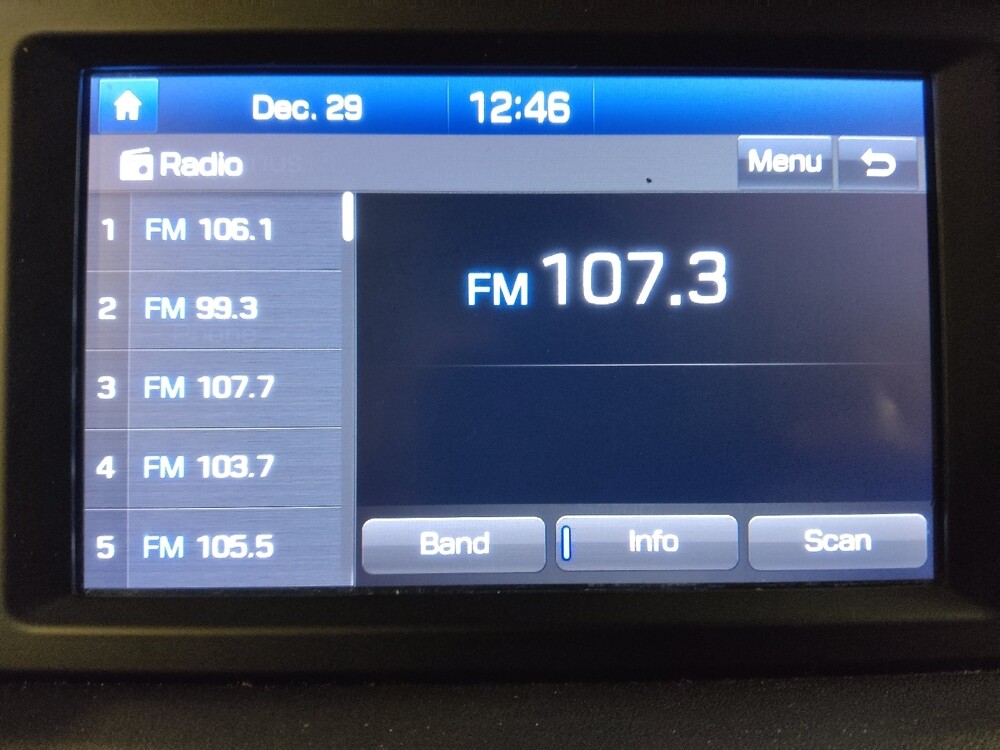 Dec. 29 12:46
Radio Menu
1 FM 106.1
2 FM 99.3
3 FM 107.7
4 FM 103.7
5 FM 105.5
FM 107.3
Band Info Scan